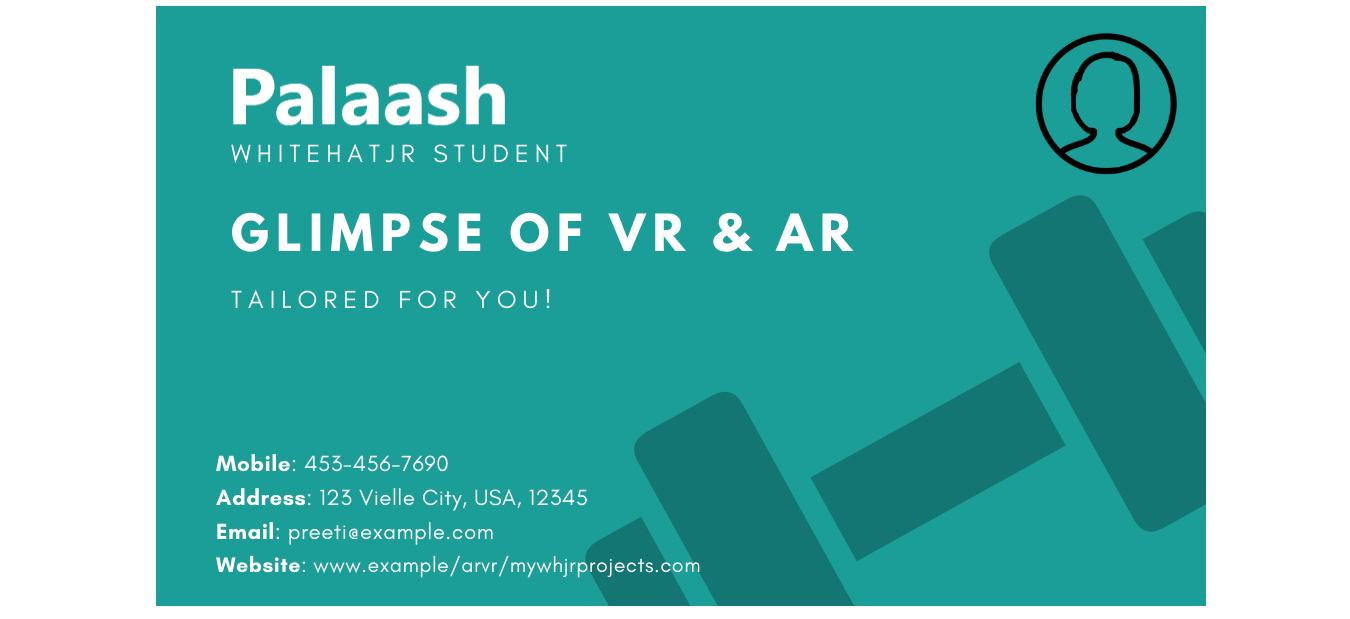 Palaash
WHITEHATJR STUDENT
GLIMPSE OF VR & AR
TAILORED FOR YOU!
Mobile: 453-456-7690
Address: 123 Vielle City, USA, 12345
Email: preeti@example.com
Website: www.example/arvr/mywhjrprojects.com